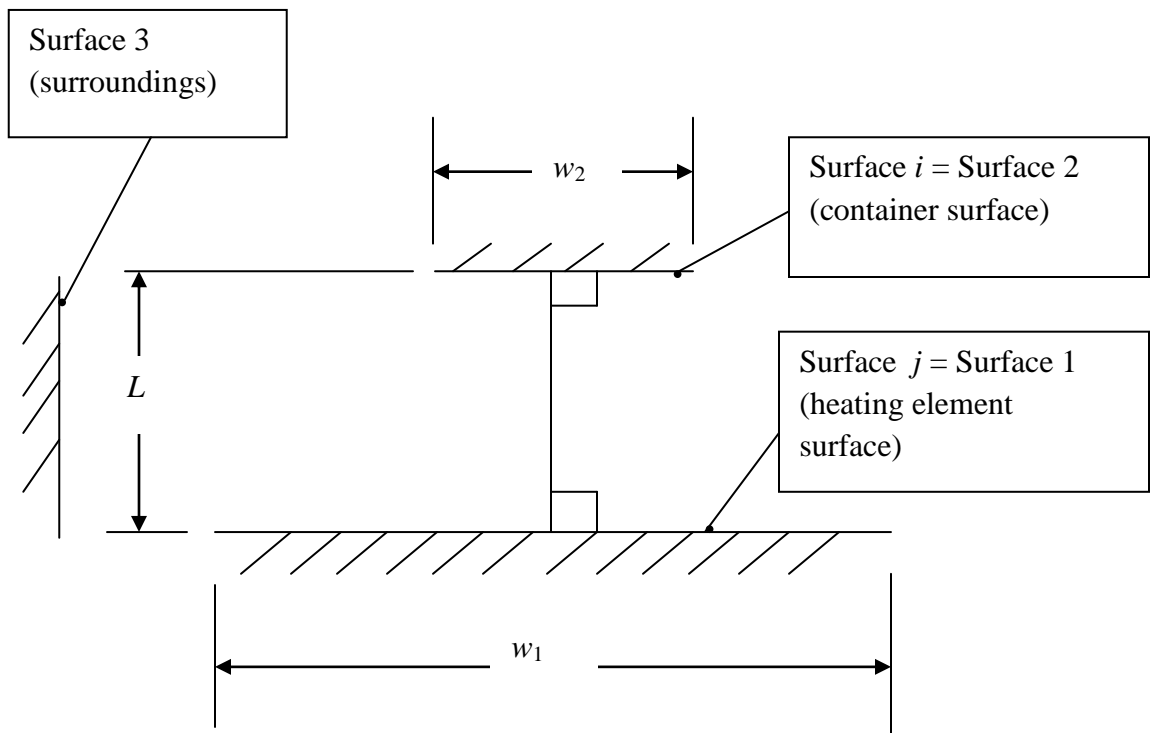 Surface 3
(surroundings)
w2
Surface i = Surface 2
(container surface)
L
Surface j = Surface 1
(heating element
surface)
w1